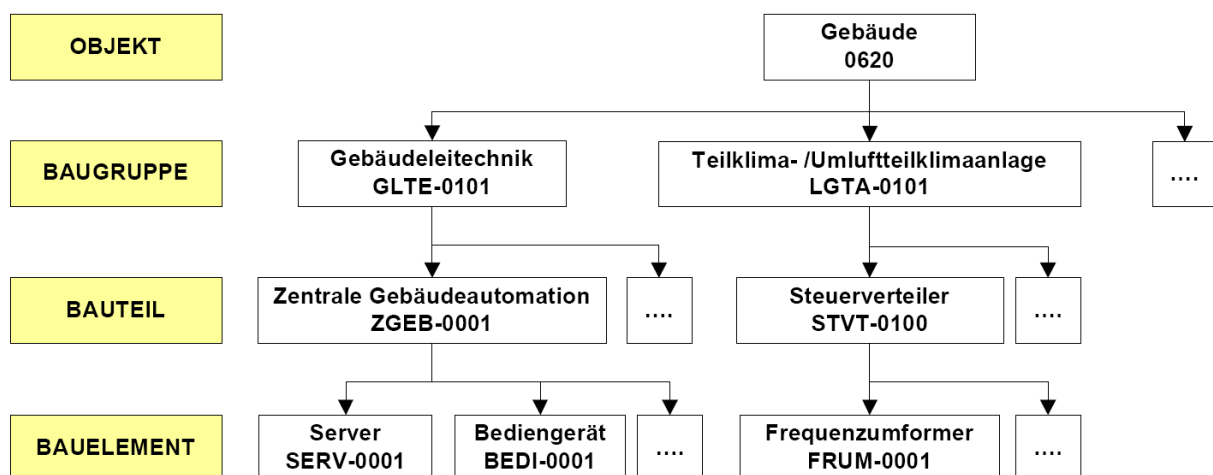 OBJEKT
Gebäude
0620
BAUGRUPPE
Gebäudeleitechnik
GLTE-0101
Teilklima- /Umluftteilklimaanlage
LGTA-0101
....
BAUTEIL
Zentrale Gebäudeautomation
ZGEB-0001
....
Steuerverteiler
STVT-0100
....
BAUELEMENT
Server
SERV-0001
Bediengerät
BEDI-0001
....
Frequenzumformer
FRUM-0001
....